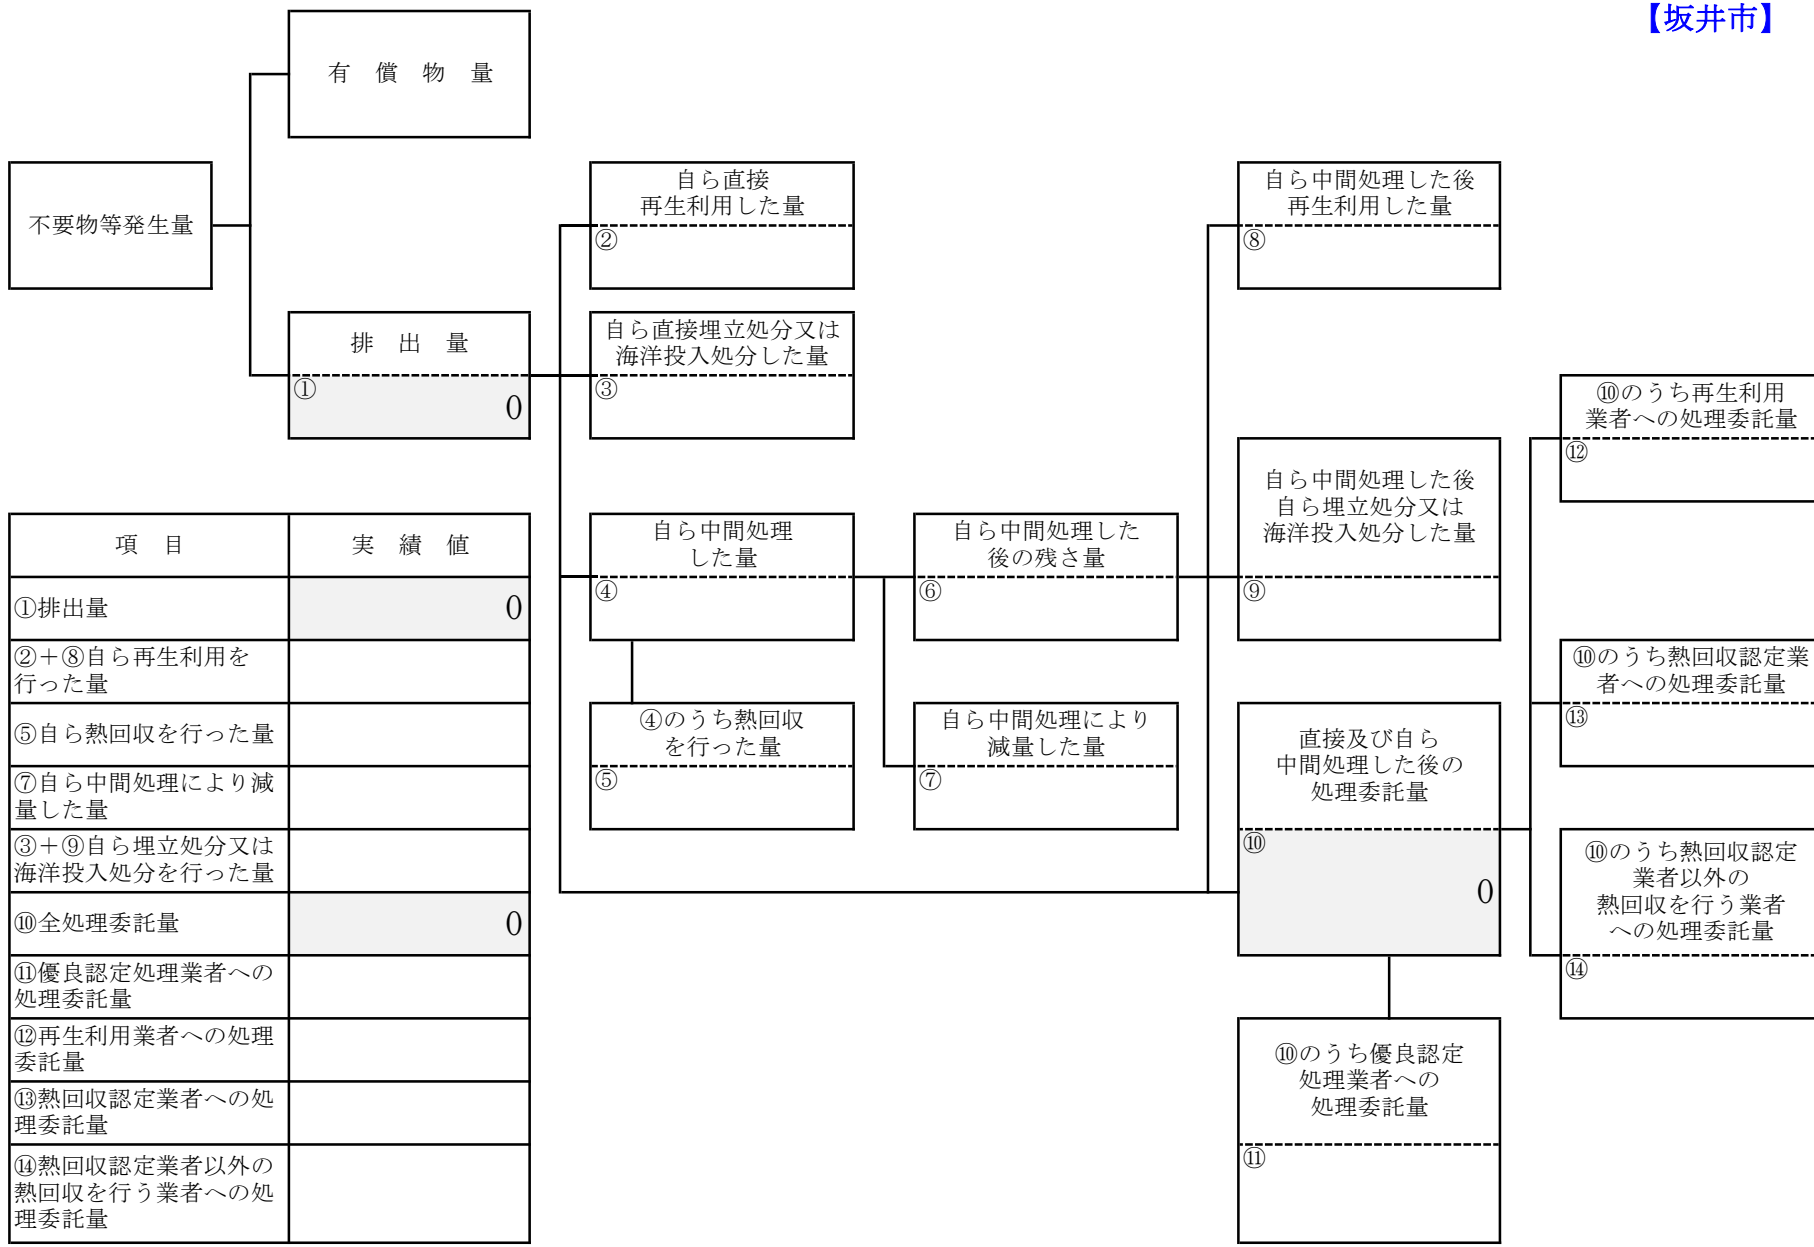 【坂井市】
有 償 物 量
不要物等発生量
排 出 量
①
0
自ら直接
再生利用した量
②
自ら直接埋立処分又は
海洋投入処分した量
③
自ら中間処理
した量
④
④のうち熱回収
を行った量
⑤
自ら中間処理した
後の残さ量
⑥
自ら中間処理により
減量した量
⑦
自ら中間処理した後
再生利用した量
⑧
自ら中間処理した後
自ら埋立処分又は
海洋投入処分した量
⑨
直接及び自ら
中間処理した後の
処理委託量
⑩
0
⑩のうち優良認定
処理業者への
処理委託量
⑪
⑩のうち再生利用
業者への処理委託量
⑫
⑩のうち熱回収認定業
者への処理委託量
⑬
⑩のうち熱回収認定
業者以外の
熱回収を行う業者
への処理委託量
⑭
項 目
実 績 値
①排出量
0
②＋⑧自ら再生利用を
行った量
⑤自ら熱回収を行った量
⑦自ら中間処理により減
量した量
③＋⑨自ら埋立処分又は
海洋投入処分を行った量
⑩全処理委託量
0
⑪優良認定処理業者への
処理委託量
⑫再生利用業者への処理
委託量
⑬熱回収認定業者への処
理委託量
⑭熱回収認定業者以外の
熱回収を行う業者への処
理委託量